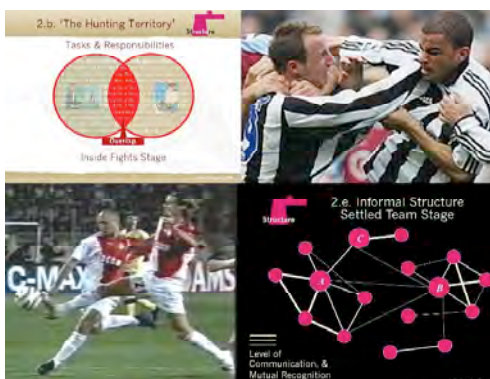 2.b. 'The Hunting Territory'
Structure
Tasks & Responsibilities
Overlap
Inside Fights Stage
C-MAX
AMS
2.e. Informal Structure
Settled Team Stage
Structure
C
A
B
Level of
Communication, &
Mutual Recognition